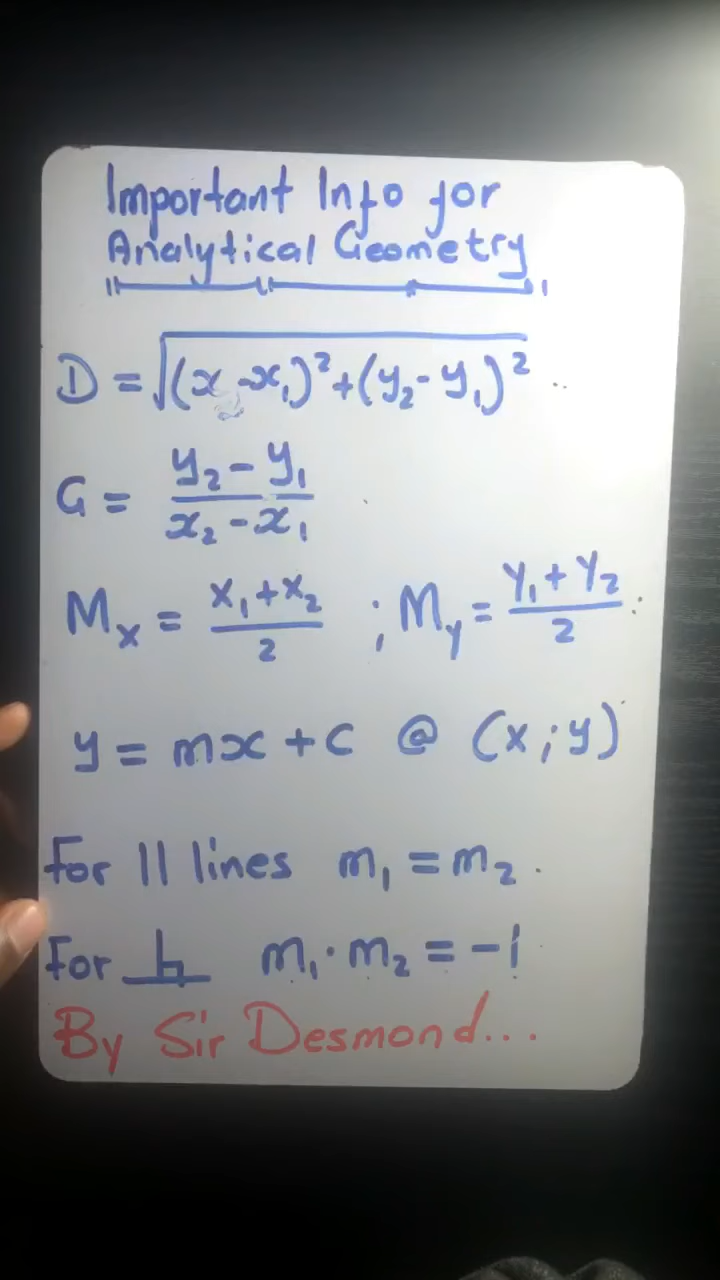 Important Info for
Analytical Geometry
D = √(x -x₁)² + (y₂ - y₁)²
G = y₂ - y₁ / x₂ - x₁
Mx = x₁ + x₂ / 2 ; My = y₁ + y₂ / 2
y = mx + c @ (x ; y)
For || lines m₁ = m₂.
For ⊥ m₁ · m₂ = -1
By Sir Desmond...